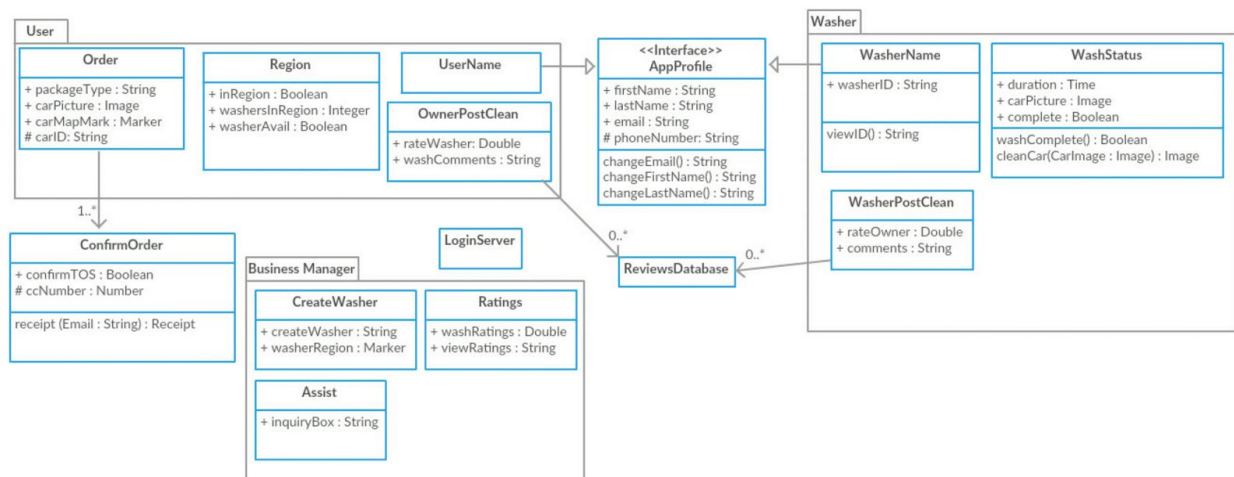 User
Order
+ packageType : String
+ carPicture : Image
+ carMapMark : Marker
# carID: String
Region
+ inRegion : Boolean
+ washersInRegion : Integer
+ washerAvail : Boolean
UserName
OwnerPostClean
+ rateWasher: Double
+ washComments : String
<<Interface>>
AppProfile
+ firstName : String
+ lastName : String
+ email : String
# phoneNumber: String
changeEmail() : String
changeFirstName() : String
changeLastName() : String
Washer
WasherName
+ washerID : String
viewID() : String
WashStatus
+ duration : Time
+ carPicture : Image
+ complete : Boolean
washComplete() : Boolean
cleanCar(CarImage : Image) : Image
WasherPostClean
+ rateOwner : Double
+ comments : String
1..*
ConfirmOrder
+ confirmTOS : Boolean
# ccNumber : Number
receipt (Email : String) : Receipt
LoginServer
0..*
0..*
ReviewsDatabase
Business Manager
CreateWasher
+ createWasher : String
+ washerRegion : Marker
Ratings
+ washRatings : Double
+ viewRatings : String
Assist
+ inquiryBox : String